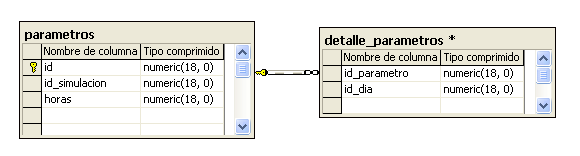 parametros
Nombre de columna Tipo comprimido
id numeric(18, 0)
id_simulacion numeric(18, 0)
horas numeric(18, 0)
detalle_parametros *
Nombre de columna Tipo comprimido
id_parametro numeric(18, 0)
id_dia numeric(18, 0)